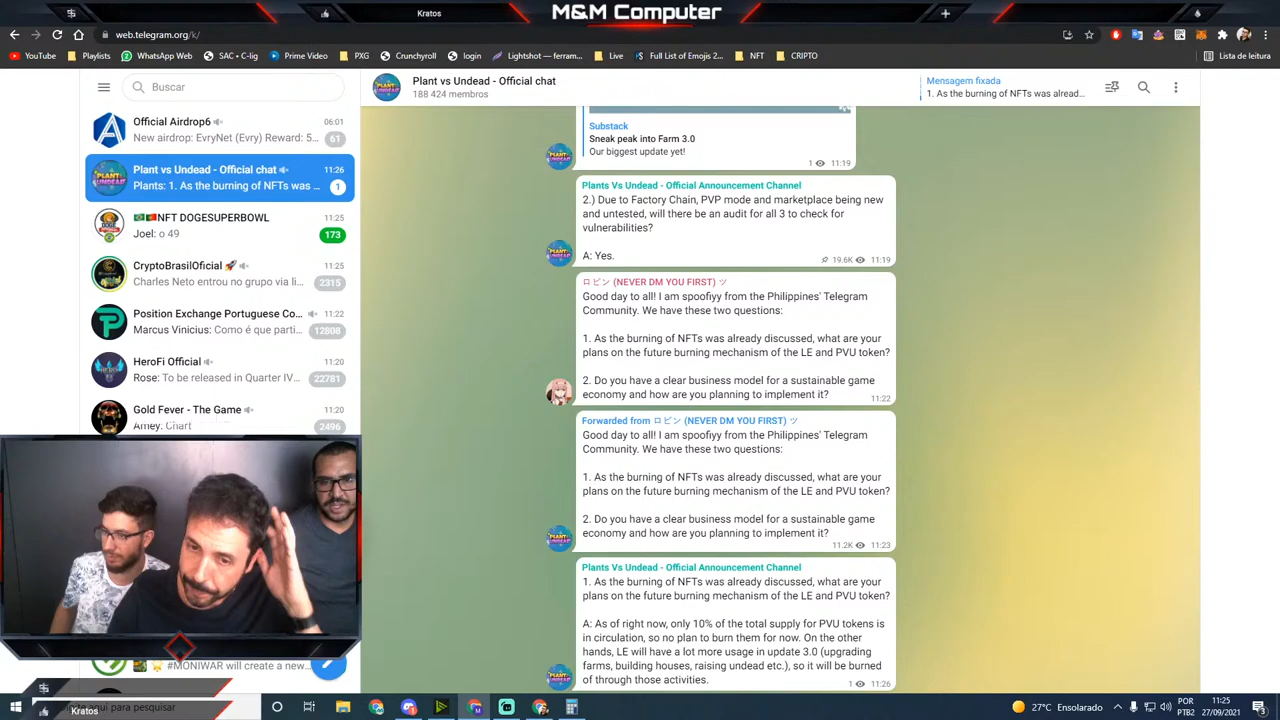 M&M Computer
Kratos
web.telegram.org/k/
YouTube
Playlists
WhatsApp Web
SAC • C-lig
Prime Video
PXG
Crunchyroll
login
Lightshot — ferram...
Live
Full List of Emojis 2...
NFT
CRIPTO
Lista de leitura
Buscar
Official Airdrop6
06:01
New airdrop: EvryNet (Evry) Reward: 5...
61
Plant vs Undead - Official chat
11:26
Plants: 1. As the burning of NFTs was ...
1
NFT DOGESUPERBOWL
11:25
Joel: o 49
173
CryptoBrasilOficial 🚀
11:25
Charles Neto entrou no grupo via li...
2315
Position Exchange Portuguese Co...
11:22
Marcus Vinicius: Como é que parti...
12808
HeroFi Official
11:20
Rose: To be released in Quarter IV...
22781
Gold Fever - The Game
11:20
Amey: Chart
2496
#MONIWAR will create a new...
Plant vs Undead - Official chat
188 424 membros
Mensagem fixada
1. As the burning of NFTs was alread...
Substack
Sneak peak into Farm 3.0
Our biggest update yet!
1 11:19
Plants Vs Undead - Official Announcement Channel
2.) Due to Factory Chain, PVP mode and marketplace being new
and untested, will there be an audit for all 3 to check for
vulnerabilities?
A: Yes.
19.6K 11:19
ロビン (NEVER DM YOU FIRST) ツ
Good day to all! I am spoofiyy from the Philippines' Telegram
Community. We have these two questions:
1. As the burning of NFTs was already discussed, what are your
plans on the future burning mechanism of the LE and PVU token?
2. Do you have a clear business model for a sustainable game
economy and how are you planning to implement it?
11:22
Forwarded from ロビン (NEVER DM YOU FIRST) ツ
Good day to all! I am spoofiyy from the Philippines' Telegram
Community. We have these two questions:
1. As the burning of NFTs was already discussed, what are your
plans on the future burning mechanism of the LE and PVU token?
2. Do you have a clear business model for a sustainable game
economy and how are you planning to implement it?
11.2K 11:23
Plants Vs Undead - Official Announcement Channel
1. As the burning of NFTs was already discussed, what are your
plans on the future burning mechanism of the LE and PVU token?
A: As of right now, only 10% of the total supply for PVU tokens is
in circulation, so no plan to burn them for now. On the other
hands, LE will have a lot more usage in update 3.0 (upgrading
farms, building houses, raising undead etc.), so it will be burned
of through those activities.
1 11:26
te aqui para pesquisar
Kratos
27°C Ensolarado
POR
PTB2
11:25
27/09/2021